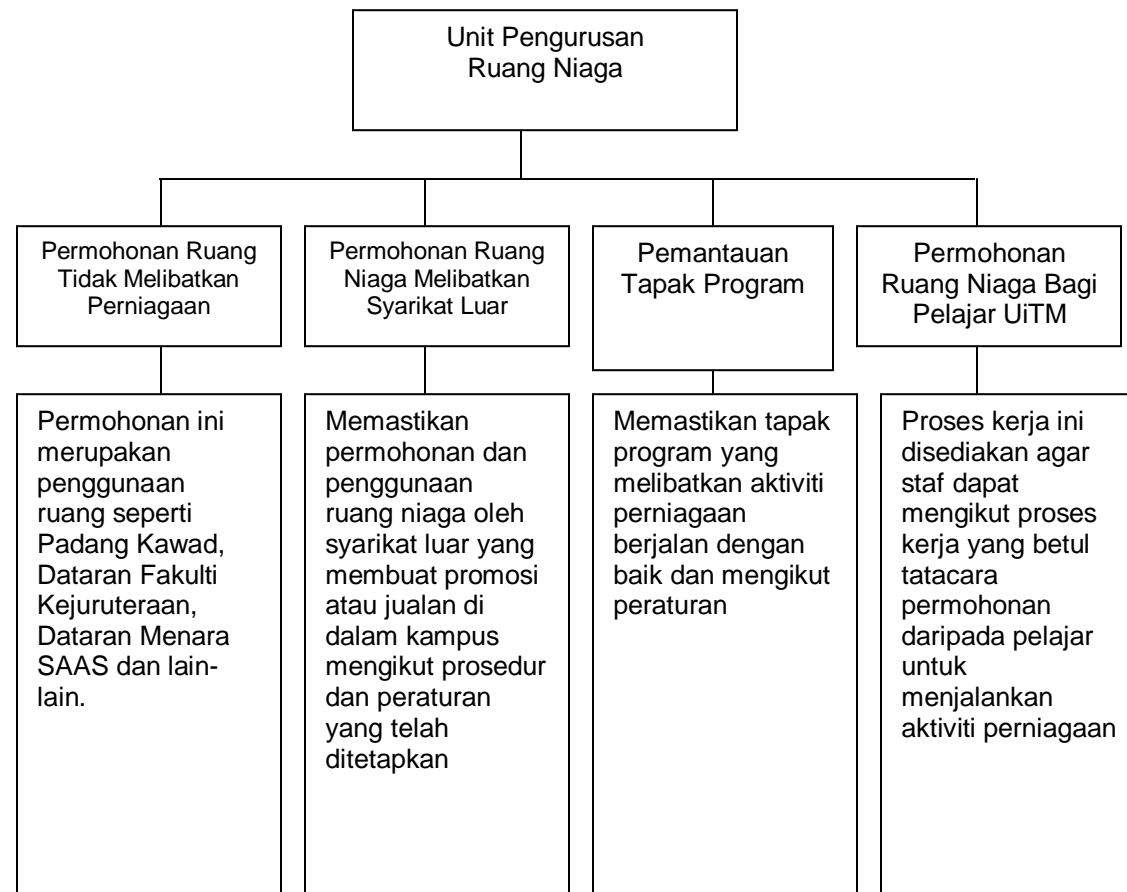 Unit Pengurusan
Ruang Niaga
Permohonan Ruang
Tidak Melibatkan
Perniagaan
Permohonan Ruang
Niaga Melibatkan
Syarikat Luar
Pemantauan
Tapak Program
Permohonan
Ruang Niaga Bagi
Pelajar UiTM
Permohonan ini
merupakan
penggunaan
ruang seperti
Padang Kawad,
Dataran Fakulti
Kejuruteraan,
Dataran Menara
SAAS dan lain-
lain.
Memastikan
permohonan dan
penggunaan
ruang niaga oleh
syarikat luar yang
membuat promosi
atau jualan di
dalam kampus
mengikut prosedur
dan peraturan
yang telah
ditetapkan
Memastikan tapak
program yang
melibatkan aktiviti
perniagaan
berjalan dengan
baik dan mengikut
peraturan
Proses kerja ini
disediakan agar
staf dapat
mengikut proses
kerja yang betul
tatacara
permohonan
daripada pelajar
untuk
menjalankan
aktiviti perniagaan